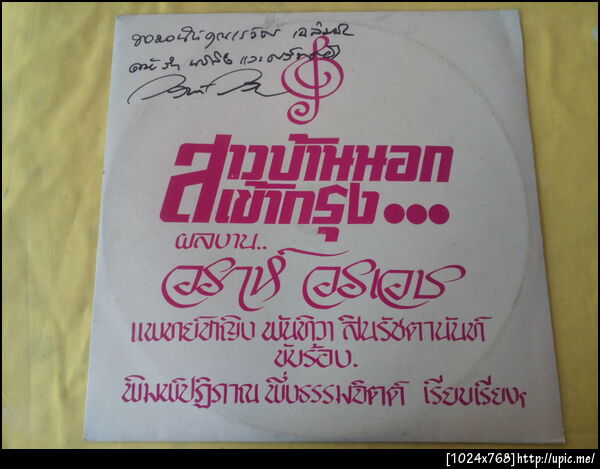 สาวบ้านนอก
เข้ากรุง...
ผลงาน..
วราห์ วรเวช
แพทย์หญิง พันทิวา สินรัชตานันท์
ขับร้อง.
พิมพ์ปฏิภาณ พึ่งธรรมจิตต์ เรียบเรียง
[1024x768]http://upic.me/